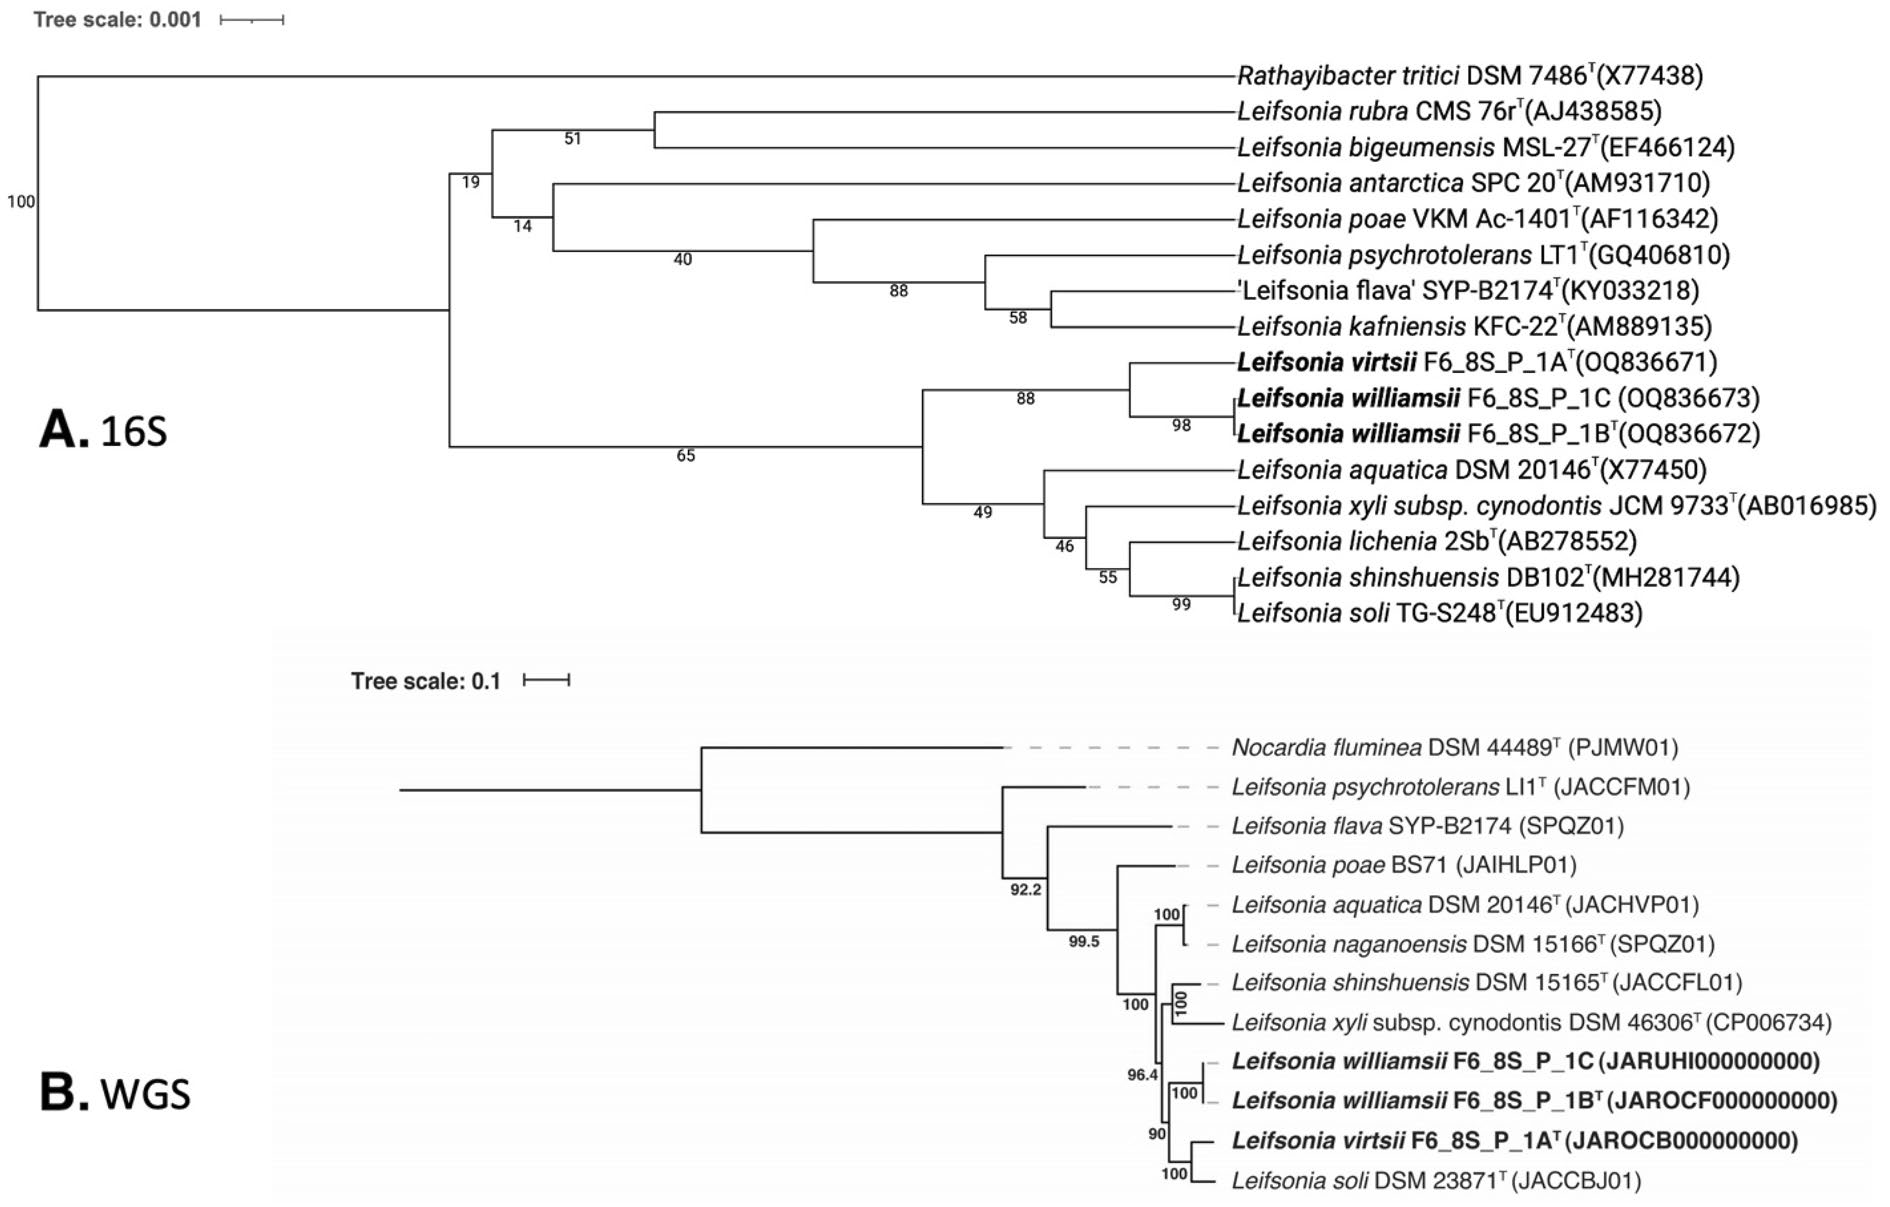 Tree scale: 0.001
Rathayibacter tritici DSM 7486ᵀ(X77438)
Leifsonia rubra CMS 76rᵀ(AJ438585)
51
Leifsonia bigeumensis MSL-27ᵀ(EF466124)
19
Leifsonia antarctica SPC 20ᵀ(AM931710)
100
14
Leifsonia poae VKM Ac-1401ᵀ(AF116342)
40
Leifsonia psychrotolerans LT1ᵀ(GQ406810)
88
'Leifsonia flava' SYP-B2174ᵀ(KY033218)
58
Leifsonia kafniensis KFC-22ᵀ(AM889135)
Leifsonia virtsii F6_8S_P_1Aᵀ(OQ836671)
88
Leifsonia williamsii F6_8S_P_1C (OQ836673)
98
Leifsonia williamsii F6_8S_P_1Bᵀ(OQ836672)
A. 16S
65
Leifsonia aquatica DSM 20146ᵀ(X77450)
49
Leifsonia xyli subsp. cynodontis JCM 9733ᵀ(AB016985)
46
Leifsonia lichenia 2Sbᵀ(AB278552)
55
Leifsonia shinshuensis DB102ᵀ(MH281744)
99
Leifsonia soli TG-S248ᵀ(EU912483)
Tree scale: 0.1
Nocardia fluminea DSM 44489ᵀ (PJMW01)
Leifsonia psychrotolerans LI1ᵀ (JACCFM01)
Leifsonia flava SYP-B2174 (SPQZ01)
Leifsonia poae BS71 (JAIHLP01)
92.2
Leifsonia aquatica DSM 20146ᵀ (JACHVP01)
100
99.5
Leifsonia naganoensis DSM 15166ᵀ (SPQZ01)
Leifsonia shinshuensis DSM 15165ᵀ (JACCFL01)
100
100
Leifsonia xyli subsp. cynodontis DSM 46306ᵀ (CP006734)
Leifsonia williamsii F6_8S_P_1C (JARUHI000000000)
96.4
100
Leifsonia williamsii F6_8S_P_1Bᵀ (JAROCF000000000)
B. WGS
90
Leifsonia virtsii F6_8S_P_1Aᵀ (JAROCB000000000)
100
Leifsonia soli DSM 23871ᵀ (JACCBJ01)